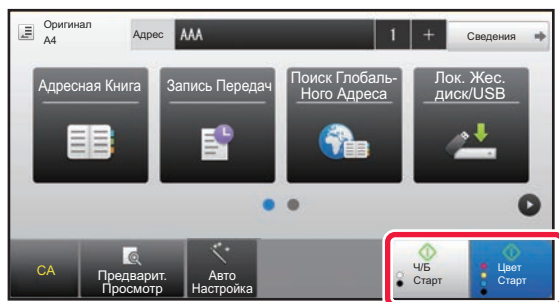 Оригинал
A4
Адрес
AAA
1
+
Сведения
Адресная Книга
Запись Передач
Поиск Глобаль-
Ного Адреса
Лок. Жес.
диск/USB
CA
Предварит.
Просмотр
Авто
Настройка
Ч/Б
Старт
Цвет
Старт